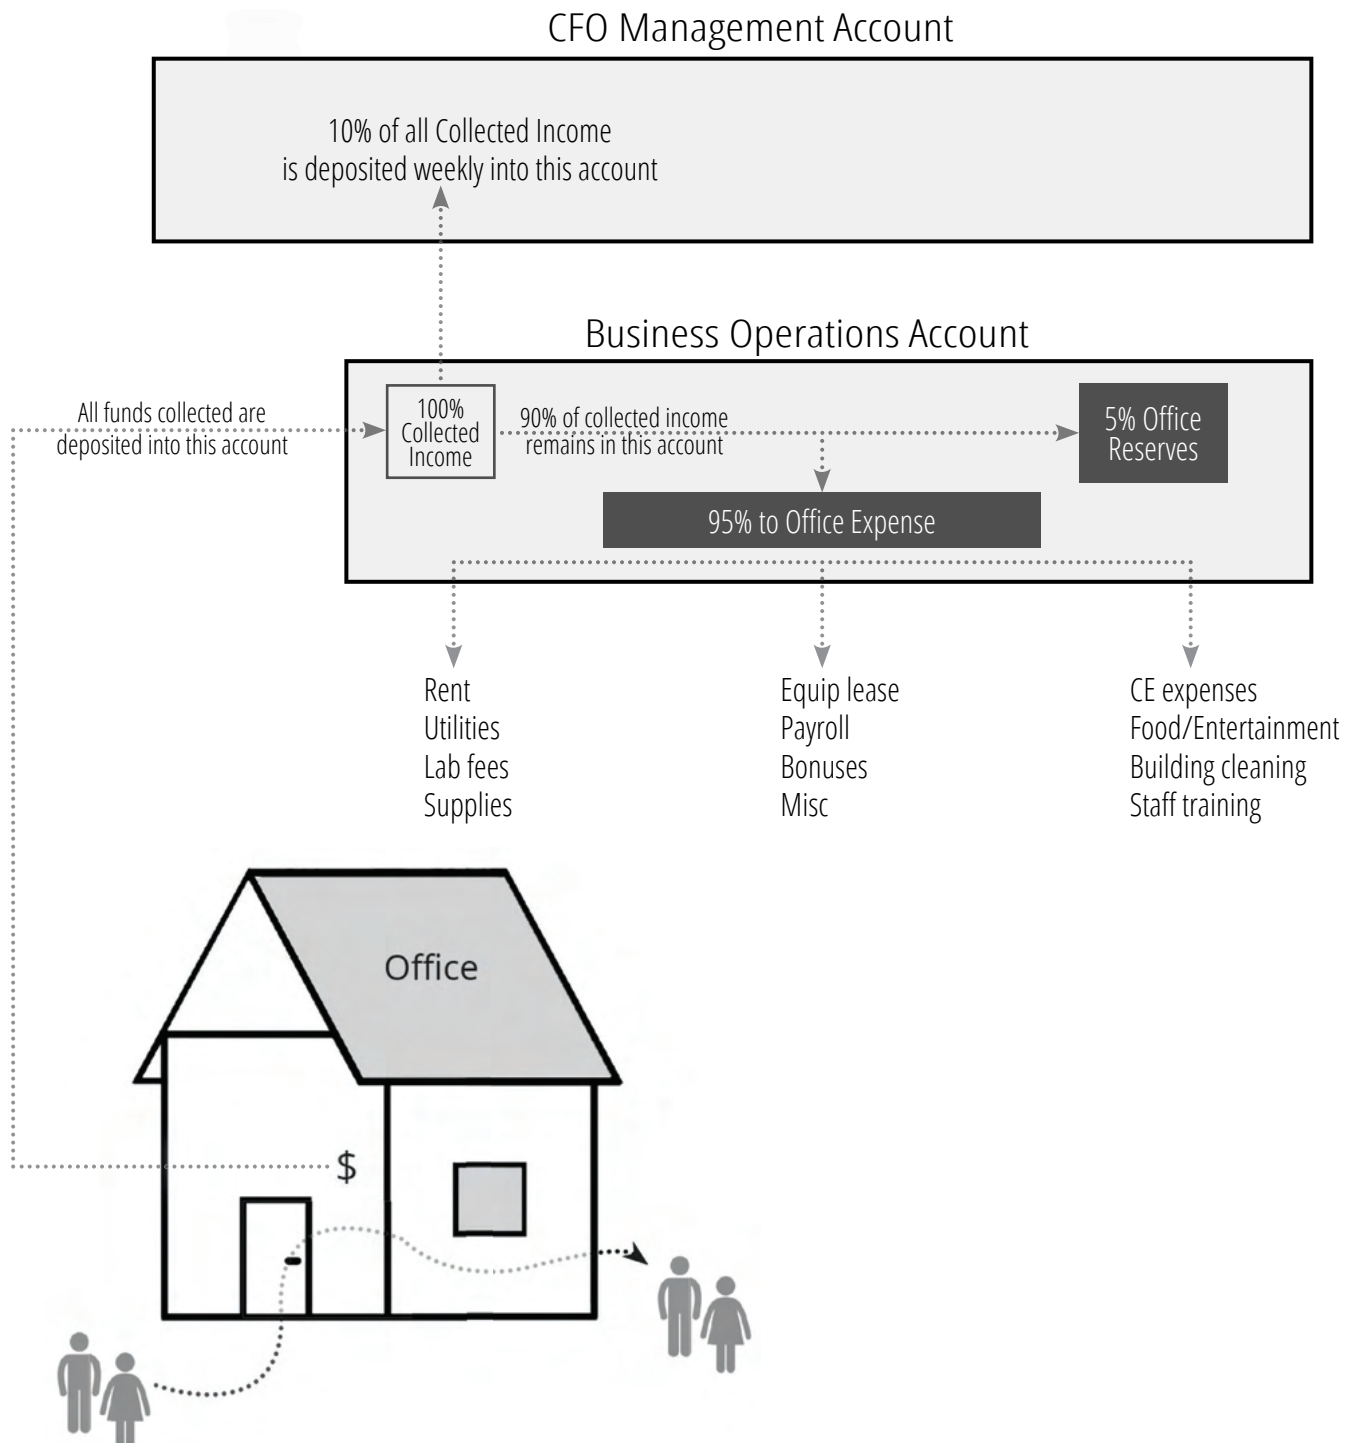 CFO Management Account
10% of all Collected Income
is deposited weekly into this account
Business Operations Account
All funds collected are
deposited into this account
100%
Collected
Income
90% of collected income
remains in this account
5% Office
Reserves
95% to Office Expense
Rent
Utilities
Lab fees
Supplies
Equip lease
Payroll
Bonuses
Misc
CE expenses
Food/Entertainment
Building cleaning
Staff training
Office
$